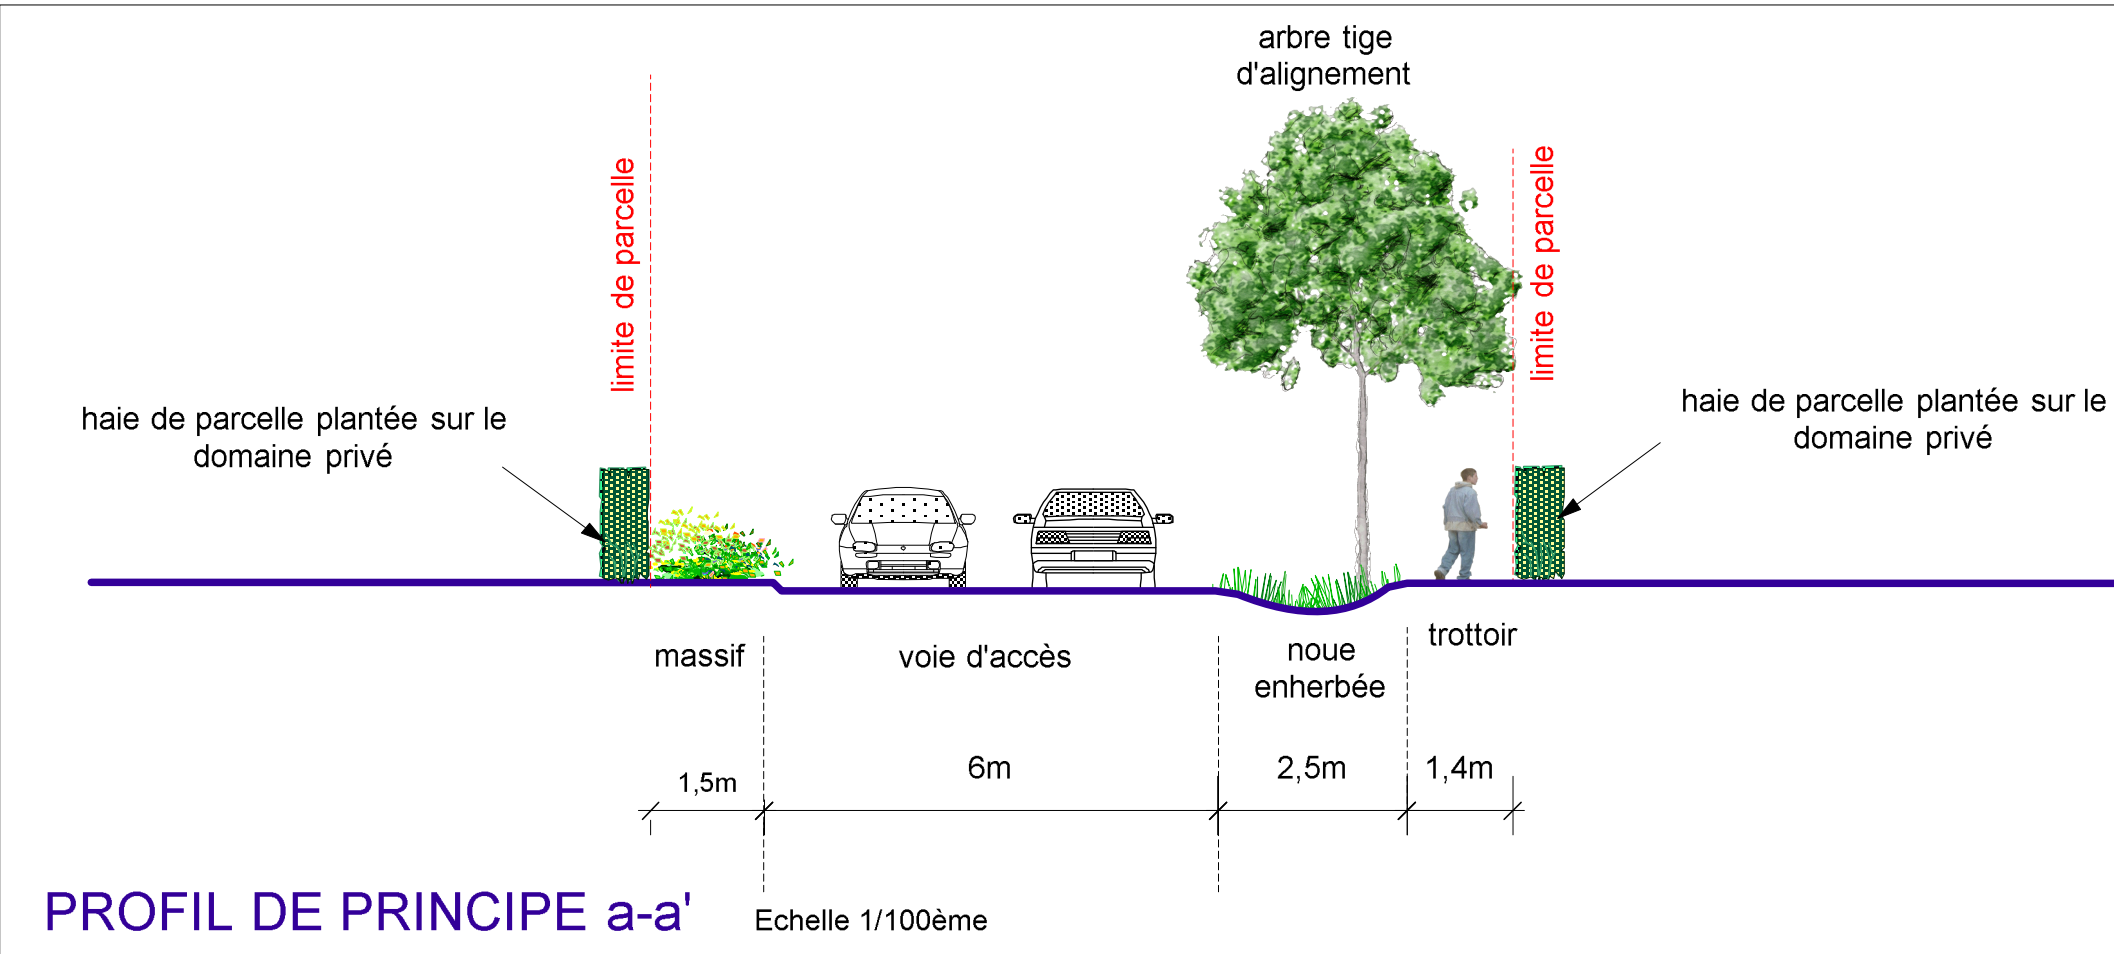 arbre tige
d'alignement
limite de parcelle
limite de parcelle
haie de parcelle plantée sur le
domaine privé
haie de parcelle plantée sur le
domaine privé
massif
voie d'accès
noue
enherbée
trottoir
1,5m
6m
2,5m
1,4m
PROFIL DE PRINCIPE a-a'
Echelle 1/100ème